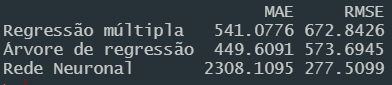 MAE RMSE
Regressão múltipla 541.0776 672.8426
Árvore de regressão 449.6091 573.6945
Rede Neuronal 2308.1095 277.5099